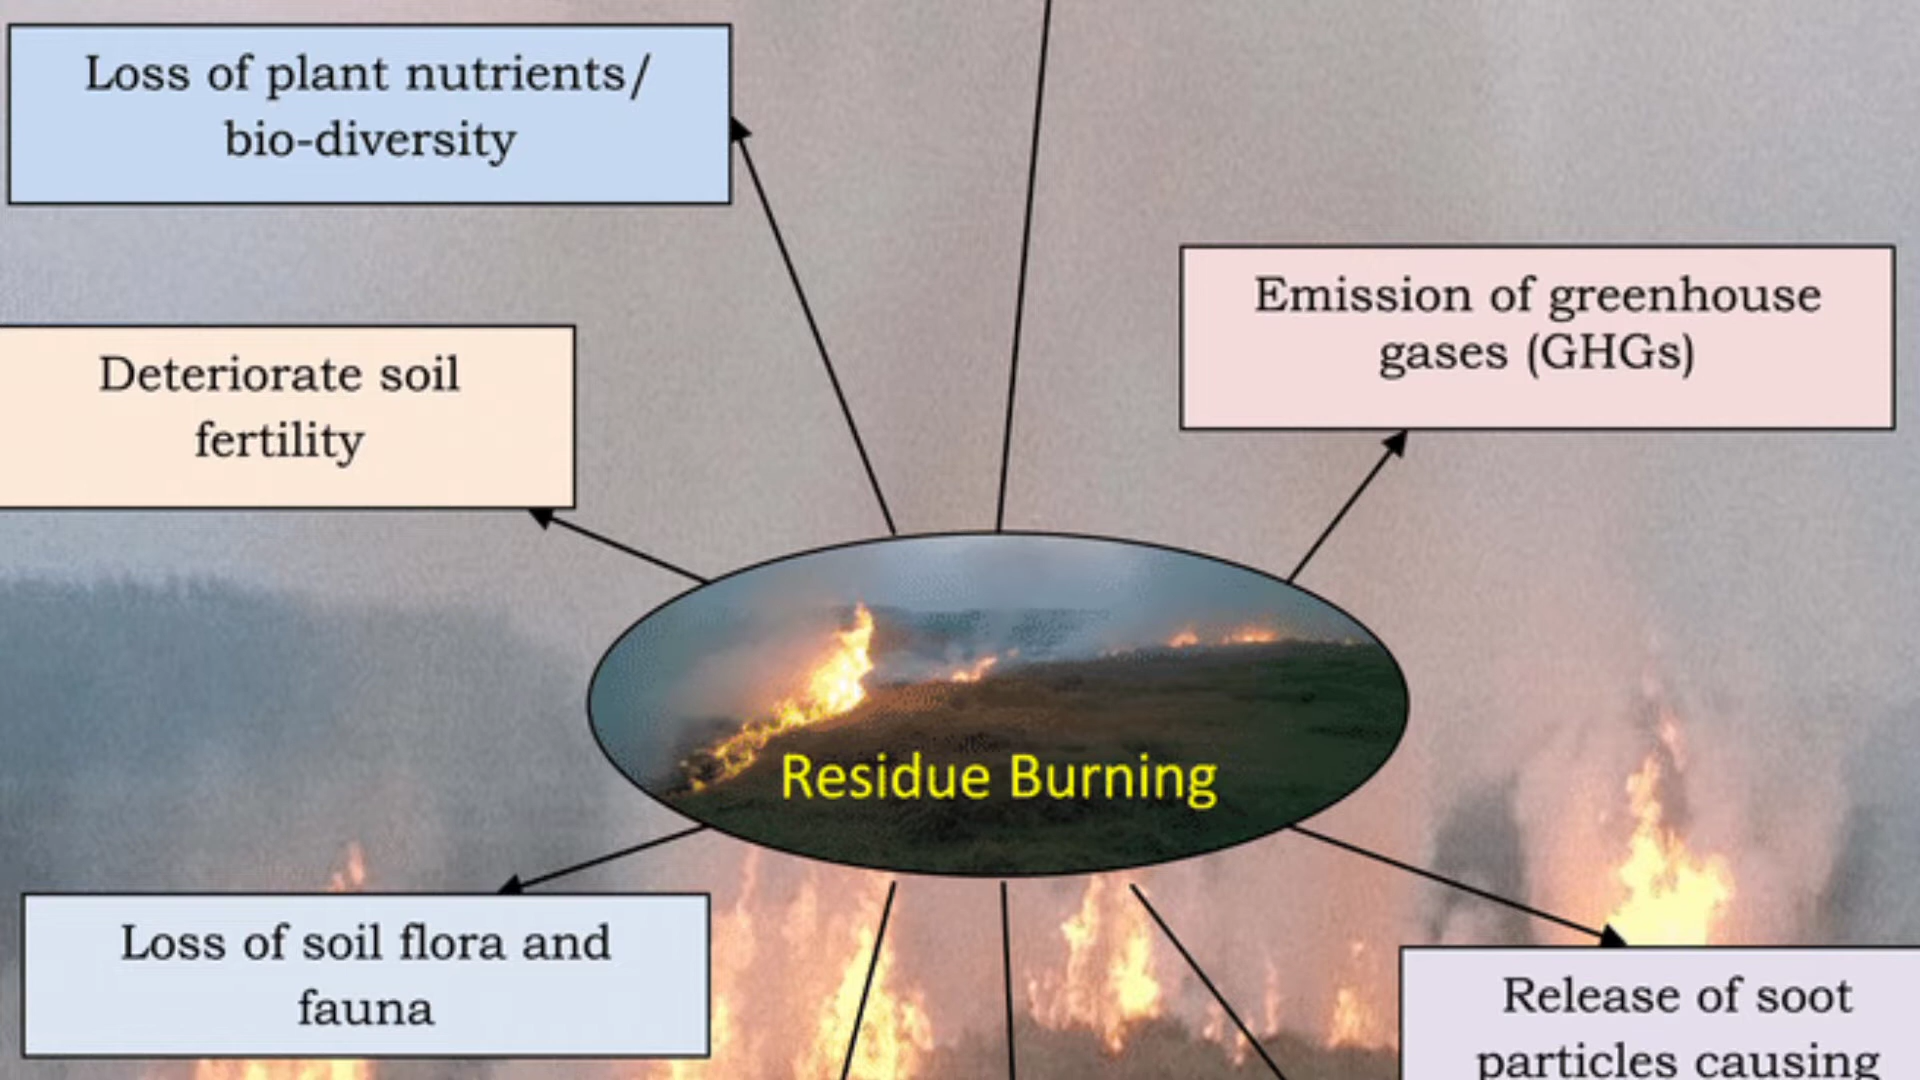 Loss of plant nutrients/
bio-diversity
Emission of greenhouse
gases (GHGs)
Deteriorate soil
fertility
Residue Burning
Loss of soil flora and
fauna
Release of soot
particles causing